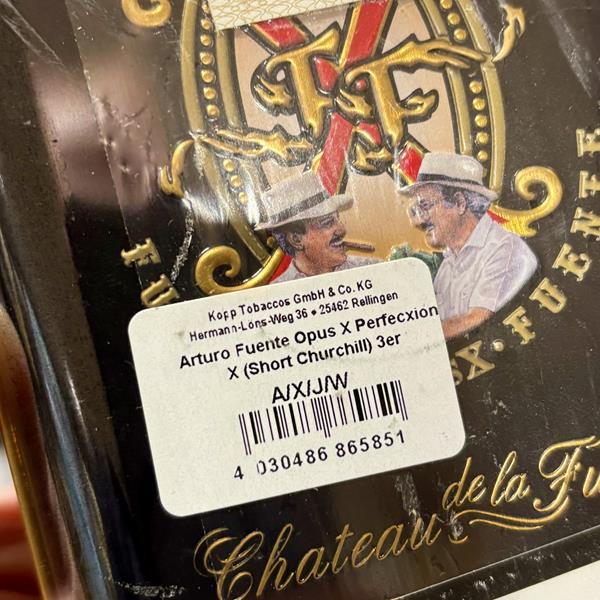 Kopp Tobaccos GmbH & Co. KG
Hermann-Löns-Weg 36 • 25462 Rellingen
Arturo Fuente Opus X Perfecxion
X (Short Churchill) 3er
A/X/J/W
4 030486 865851
X • FUENTE
Chateau de la Fu